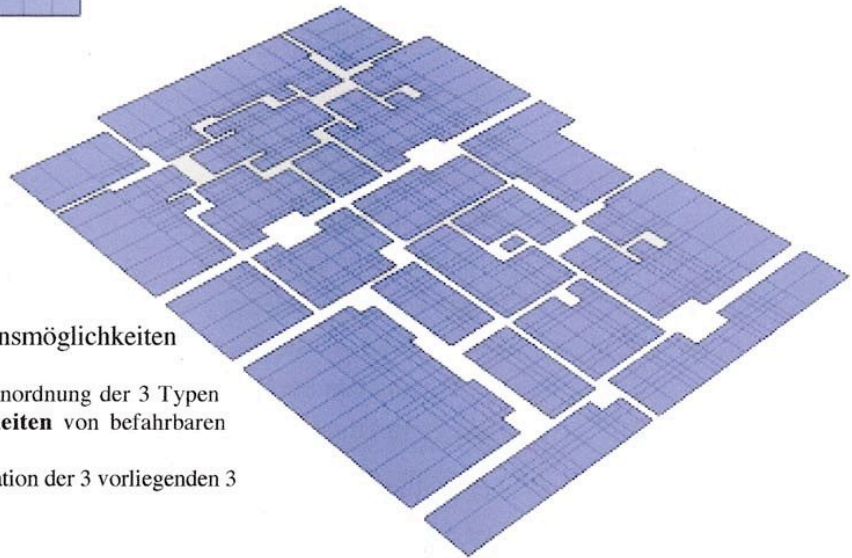 nsmöglichkeiten
nordnung der 3 Typen
eiten von befahrbaren
ation der 3 vorliegenden 3